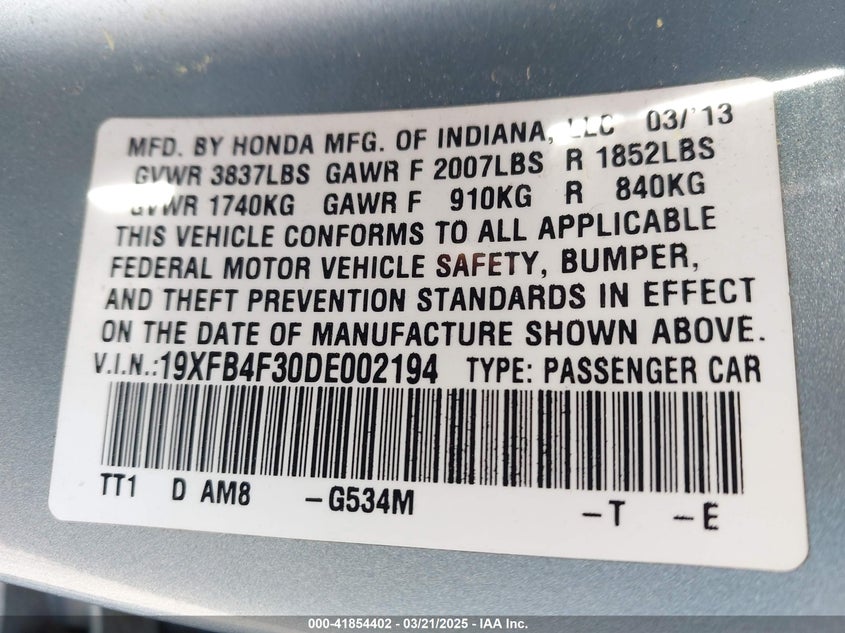 MFD. BY HONDA MFG. OF INDIANA, LLC 03/'13
GVWR 3837LBS GAWR F 2007LBS R 1852LBS
GVWR 1740KG GAWR F 910KG R 840KG
THIS VEHICLE CONFORMS TO ALL APPLICABLE
FEDERAL MOTOR VEHICLE SAFETY, BUMPER,
AND THEFT PREVENTION STANDARDS IN EFFECT
ON THE DATE OF MANUFACTURE SHOWN ABOVE.
V.I.N.:19XFB4F30DE002194 TYPE: PASSENGER CAR
TT1 D AM8 -G534M -T -E
000-41854402 - 03/21/2025 - IAA Inc.